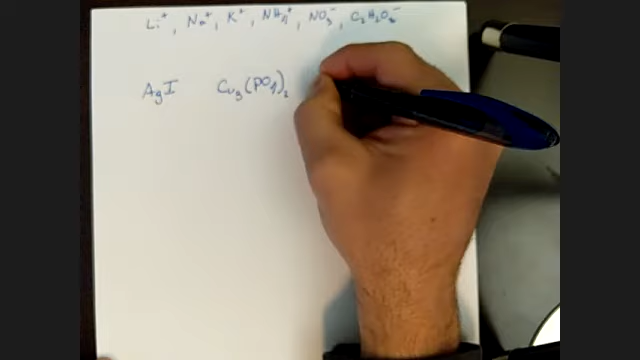 Li⁺, Na⁺, K⁺, NH₄⁺, NO₃⁻, C₂H₃O₂⁻
AgI Cu₃(PO₄)₂